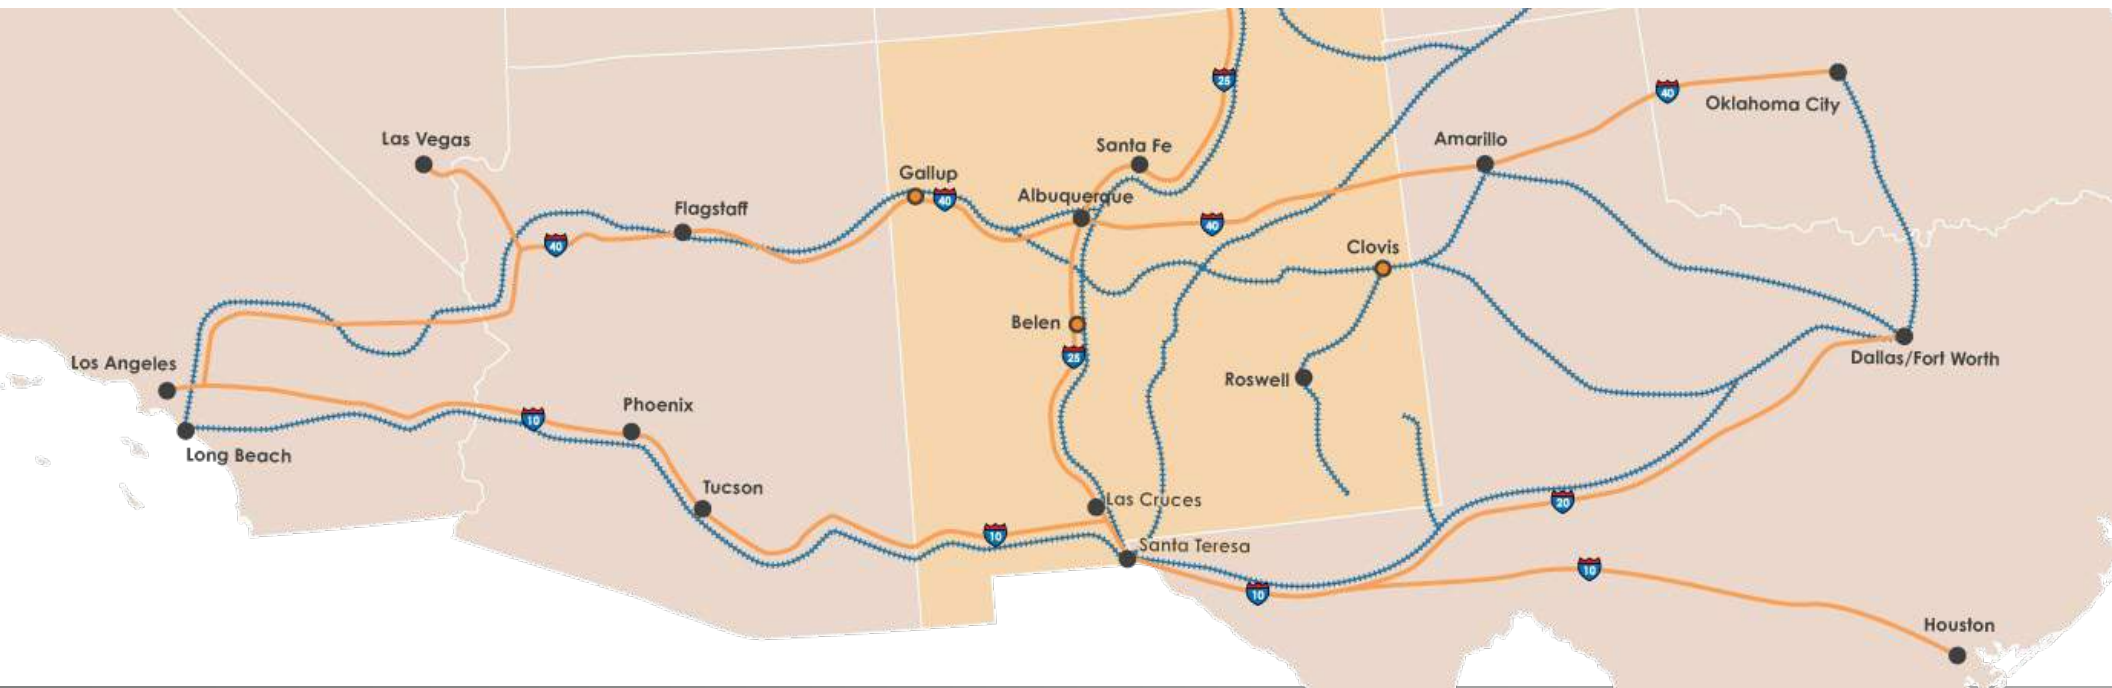 25
Oklahoma City
40
Las Vegas
Santa Fe
Amarillo
Gallup
40
Albuquerque
Flagstaff
40
40
Clovis
Belen
25
Los Angeles
Dallas/Fort Worth
Roswell
Phoenix
10
Long Beach
Tucson
Las Cruces
20
10
Santa Teresa
10
10
Houston